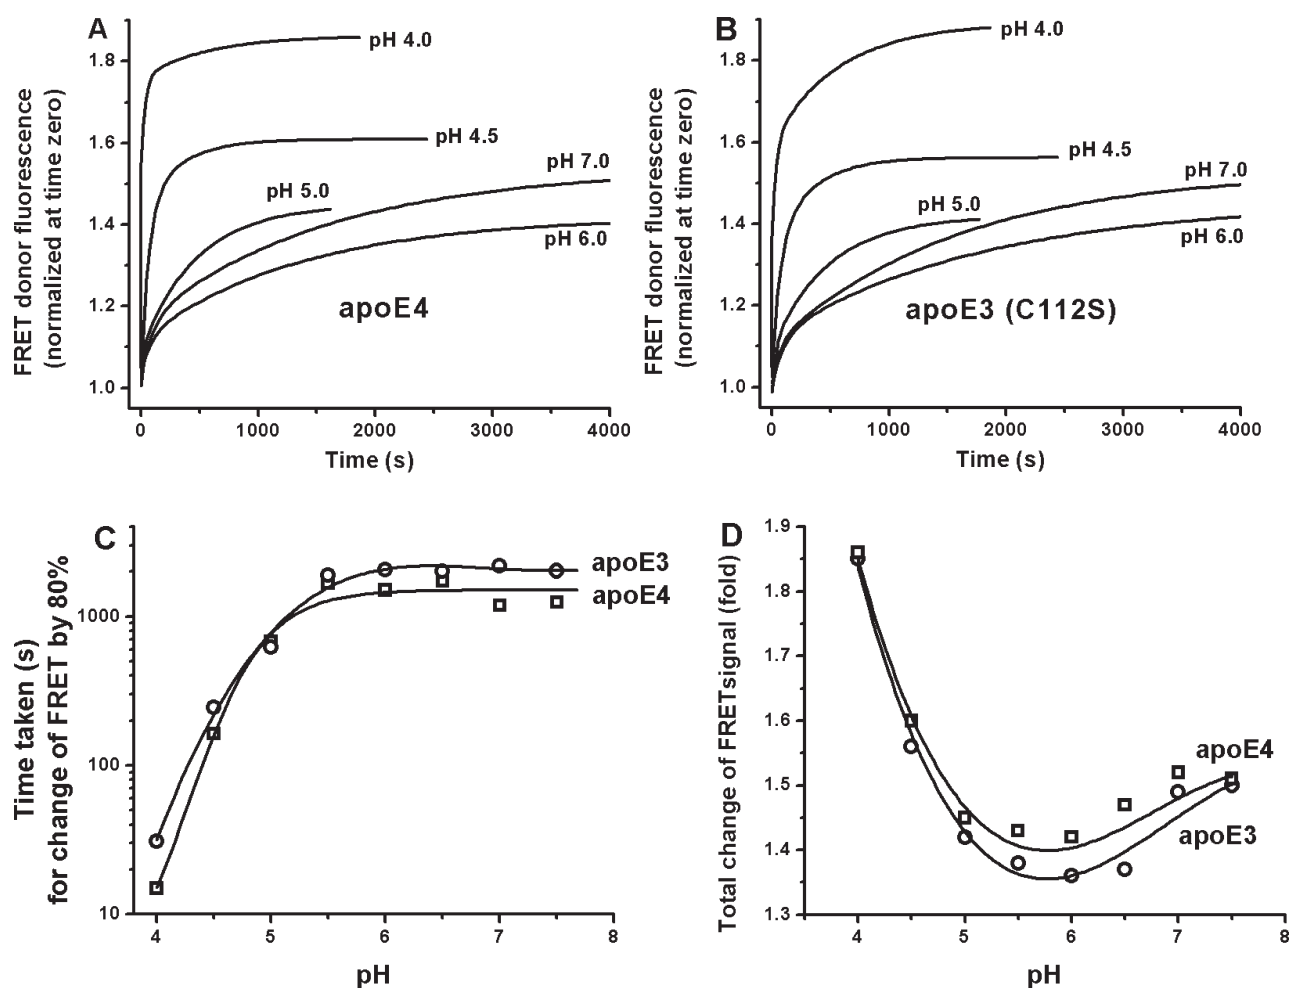 A
FRET donor fluorescence
(normalized at time zero)
1.8
1.6
1.4
1.2
1.0
pH 4.0
pH 4.5
pH 7.0
pH 5.0
pH 6.0
apoE4
0
1000
2000
3000
4000
Time (s)
B
FRET donor fluorescence
(normalized at time zero)
1.8
1.6
1.4
1.2
1.0
pH 4.0
pH 4.5
pH 7.0
pH 5.0
pH 6.0
apoE3 (C112S)
0
1000
2000
3000
4000
Time (s)
C
Time taken (s)
for change of FRET by 80%
1000
100
10
apoE3
apoE4
4
5
6
7
8
pH
D
Total change of FRETsignal (fold)
1.9
1.8
1.7
1.6
1.5
1.4
1.3
apoE4
apoE3
4
5
6
7
8
pH